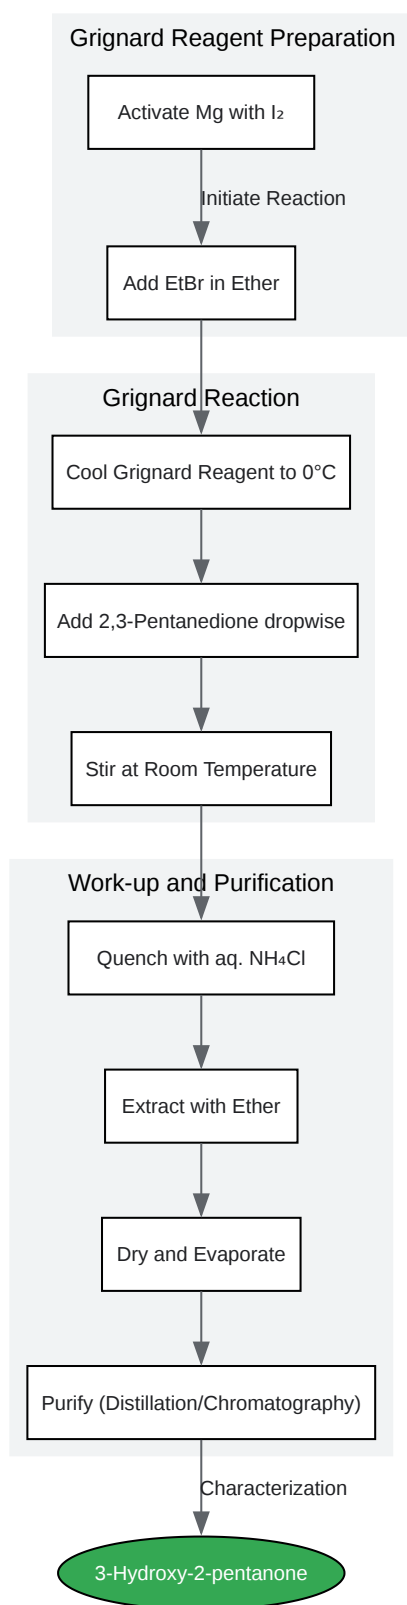 Grignard Reagent Preparation
Activate Mg with I₂
Initiate Reaction
Add EtBr in Ether
Grignard Reaction
Cool Grignard Reagent to 0°C
Add 2,3-Pentanedione dropwise
Stir at Room Temperature
Work-up and Purification
Quench with aq. NH₄Cl
Extract with Ether
Dry and Evaporate
Purify (Distillation/Chromatography)
Characterization
3-Hydroxy-2-pentanone